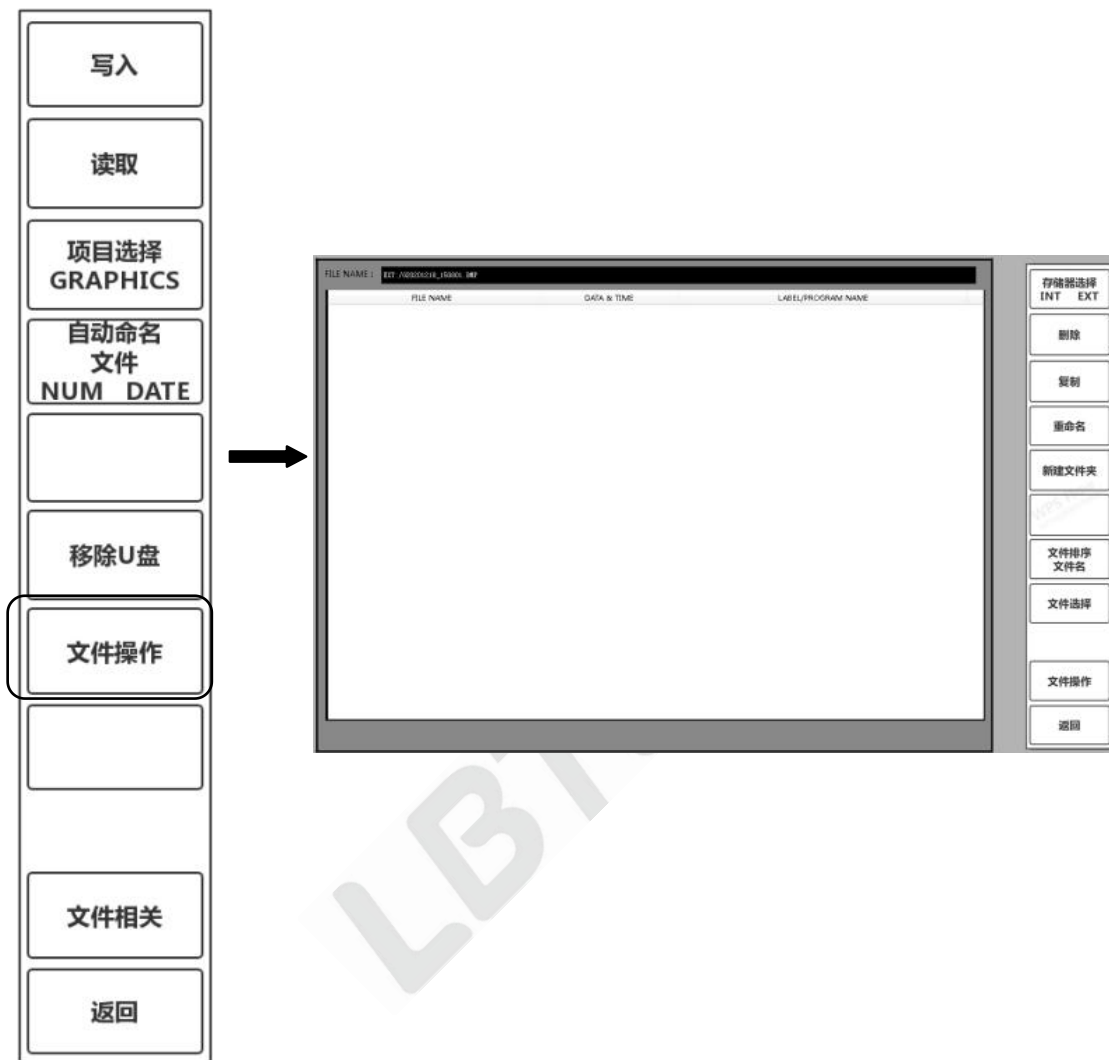 写入
读取
项目选择
GRAPHICS
自动命名
文件
NUM DATE
移除U盘
文件操作
文件相关
返回
FILE NAME :
EXT /G20201218_150801.BMP
FILE NAME DATA & TIME LABEL/PROGRAM NAME
存储器选择
INT EXT
删除
复制
重命名
新建文件夹
文件排序
文件名
文件选择
文件操作
返回